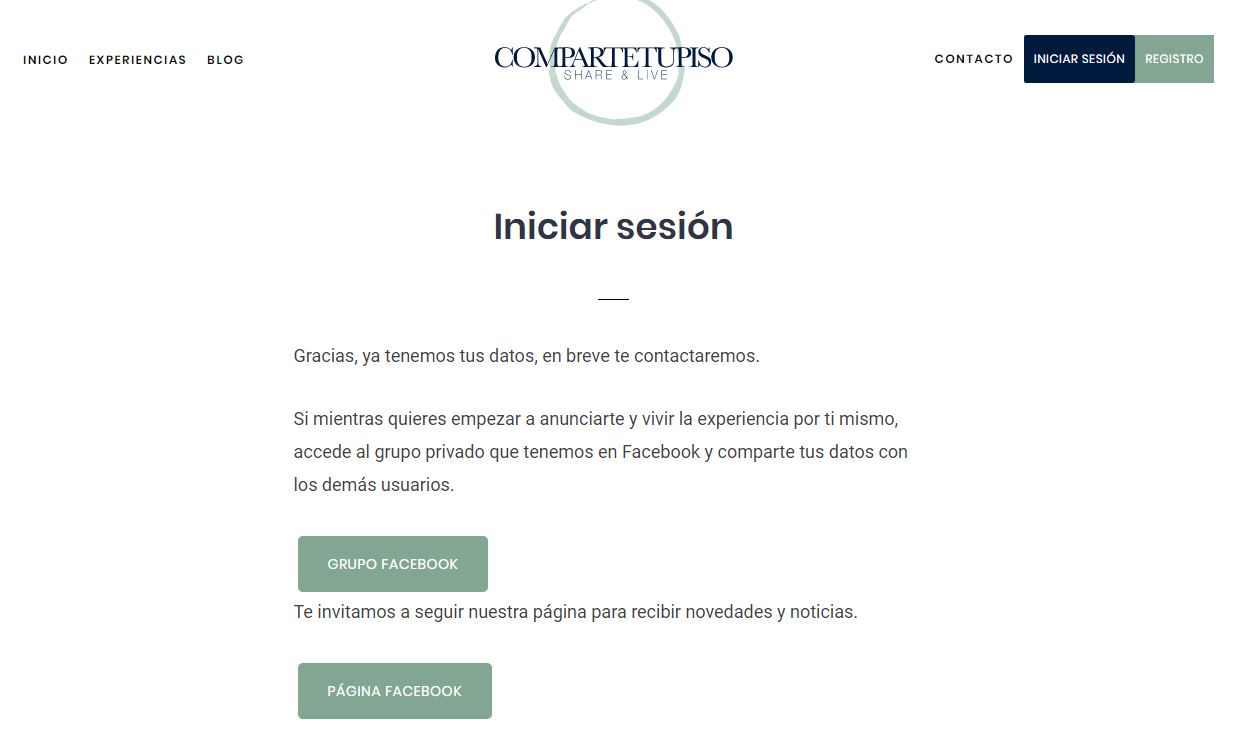 INICIO EXPERIENCIAS BLOG
COMPARTETUPISO
SHARE & LIVE
CONTACTO INICIAR SESIÓN REGISTRO
Iniciar sesión
Gracias, ya tenemos tus datos, en breve te contactaremos.
Si mientras quieres empezar a anunciarte y vivir la experiencia por ti mismo,
accede al grupo privado que tenemos en Facebook y comparte tus datos con
los demás usuarios.
GRUPO FACEBOOK
Te invitamos a seguir nuestra página para recibir novedades y noticias.
PÁGINA FACEBOOK